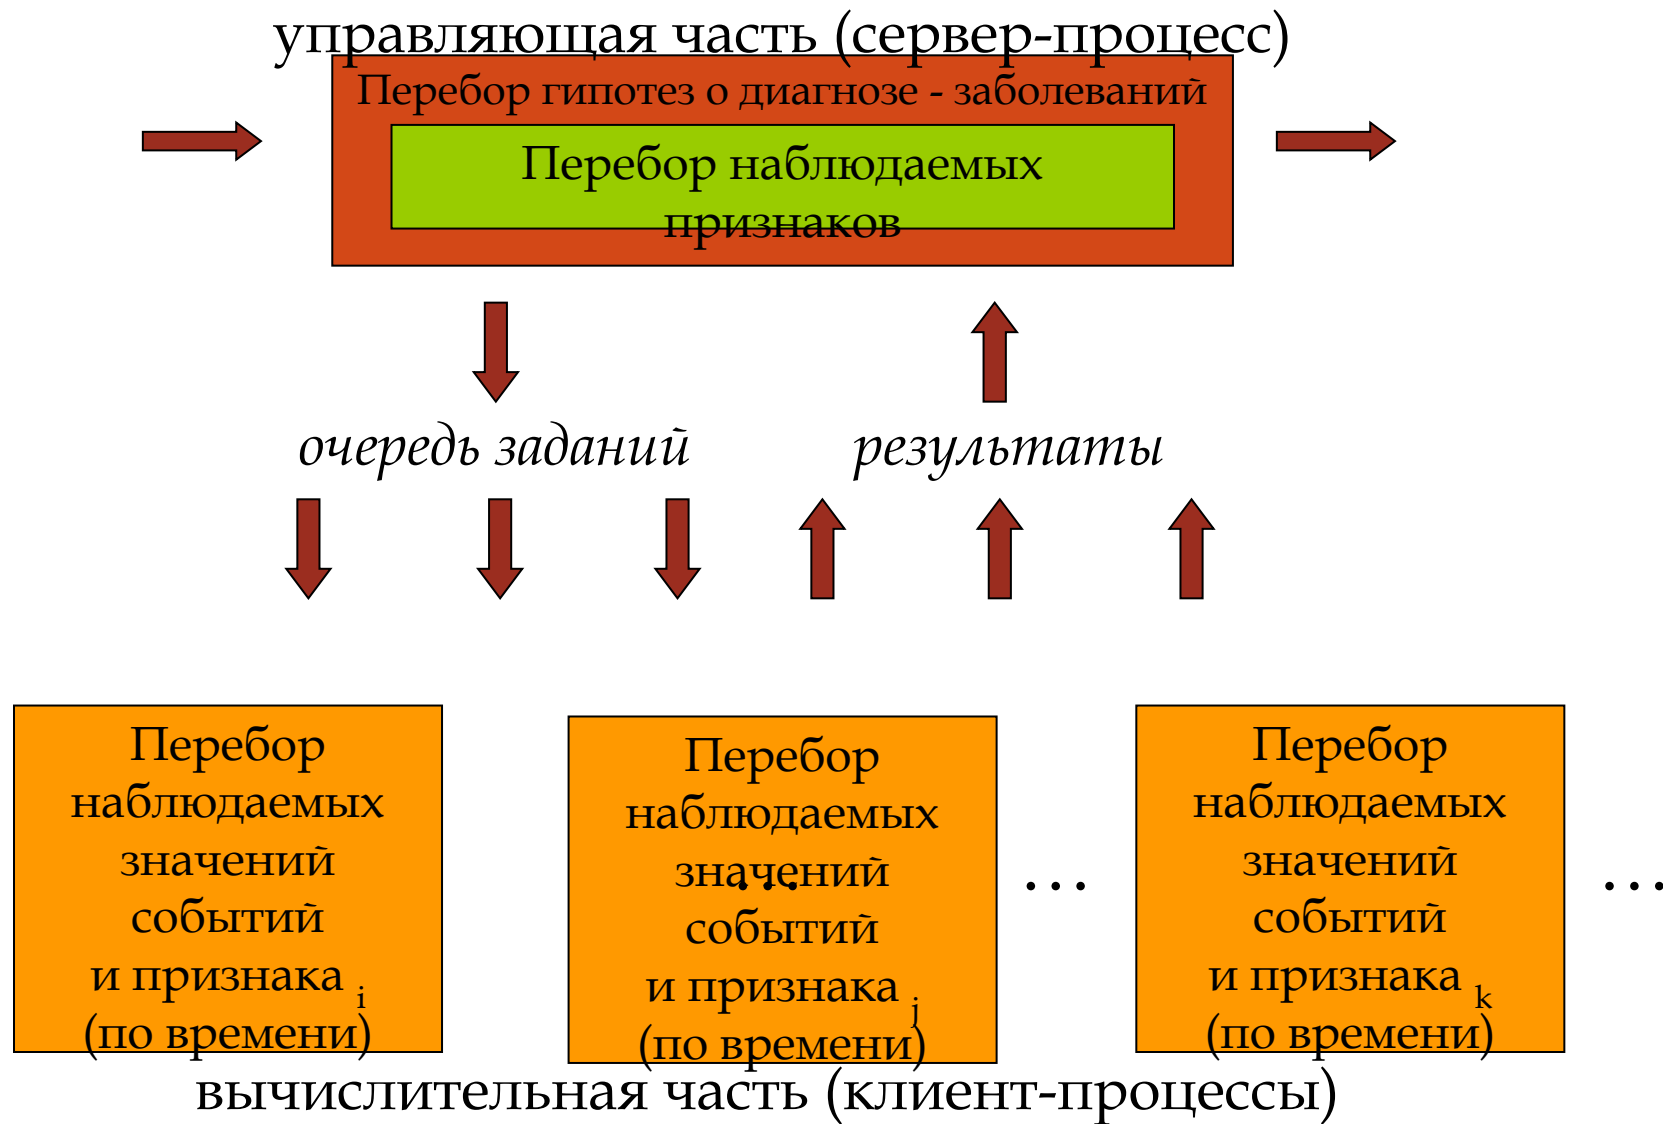 управляющая часть (сервер-процесс)
Перебор гипотез о диагнозе - заболеваний
Перебор наблюдаемых
признаков
очередь заданий
результаты
Перебор
наблюдаемых
значений
событий
и признака i
(по времени)
Перебор
наблюдаемых
значений
событий
и признака j
(по времени)
…
…
Перебор
наблюдаемых
значений
событий
и признака k
(по времени)
…
вычислительная часть (клиент-процессы)